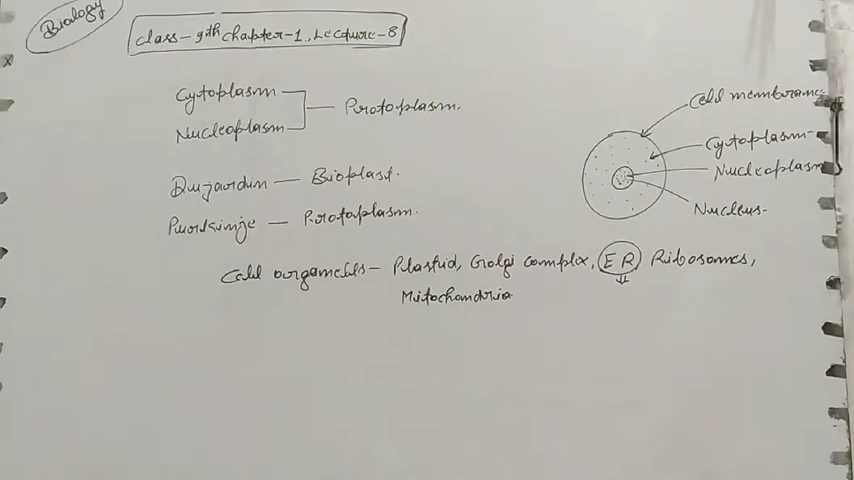 Biology
Class-9th Chapter-1, Lecture-8
Cytoplasm
Nucleoplasm
Protoplasm.
Dujardin — Bioplast.
Purkinje — Protoplasm.
Cell membrane
Cytoplasm-
Nucleoplasm
Nucleus-
Cell organells- Plastid, Golgi complex, ER Ribosomes,
Mitochondria